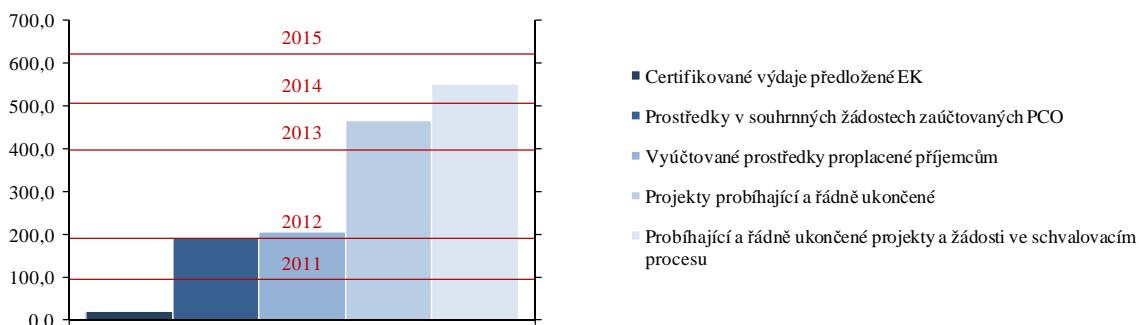 700,0
600,0
500,0
400,0
300,0
200,0
100,0
0,0
2015
2014
2013
2012
2011
Certifikované výdaje předložené EK
Prostředky v souhrnných žádostech zaúčtovaných PCO
Vyúčtované prostředky proplacené příjemcům
Projekty probíhající a řádně ukončené
Probíhající a řádně ukončené projekty a žádosti ve schvalovacím
procesu